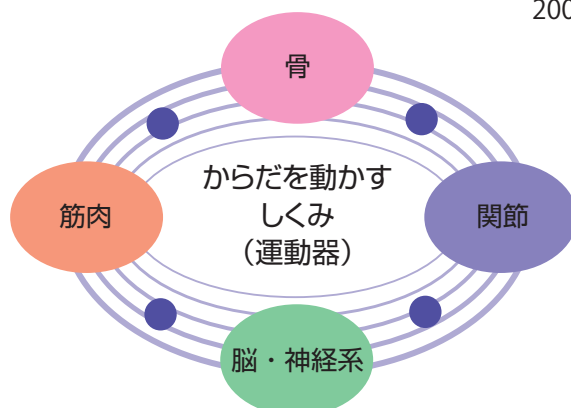 200
骨
からだを動かす
しくみ
（運動器）
筋肉
関節
脳・神経系